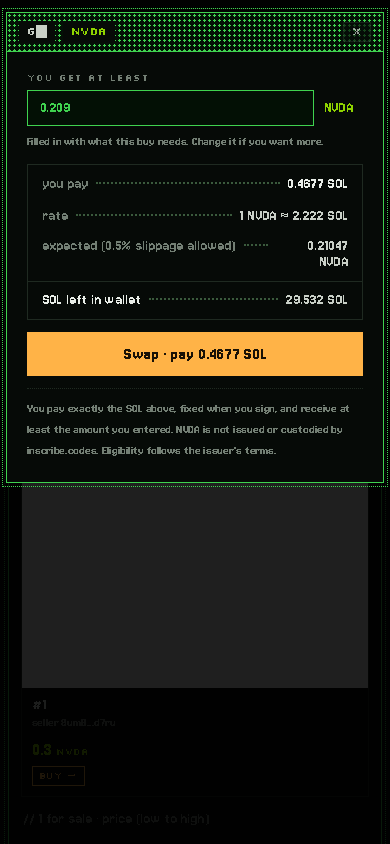 NVDA
×
YOU GET AT LEAST
0.209 NVDA
Filled in with what this buy needs. Change it if you want more.
you pay 0.4677 SOL
rate 1 NVDA ≈ 2.222 SOL
expected (0.5% slippage allowed) 0.21047
NVDA
SOL left in wallet 29.532 SOL
Swap · pay 0.4677 SOL
You pay exactly the SOL above, fixed when you sign, and receive at
least the amount you entered. NVDA is not issued or custodied by
inscribe.codes. Eligibility follows the issuer's terms.
#1
seller
0.3 NVDA
BUY →
// 1 for sale · price (low to high)